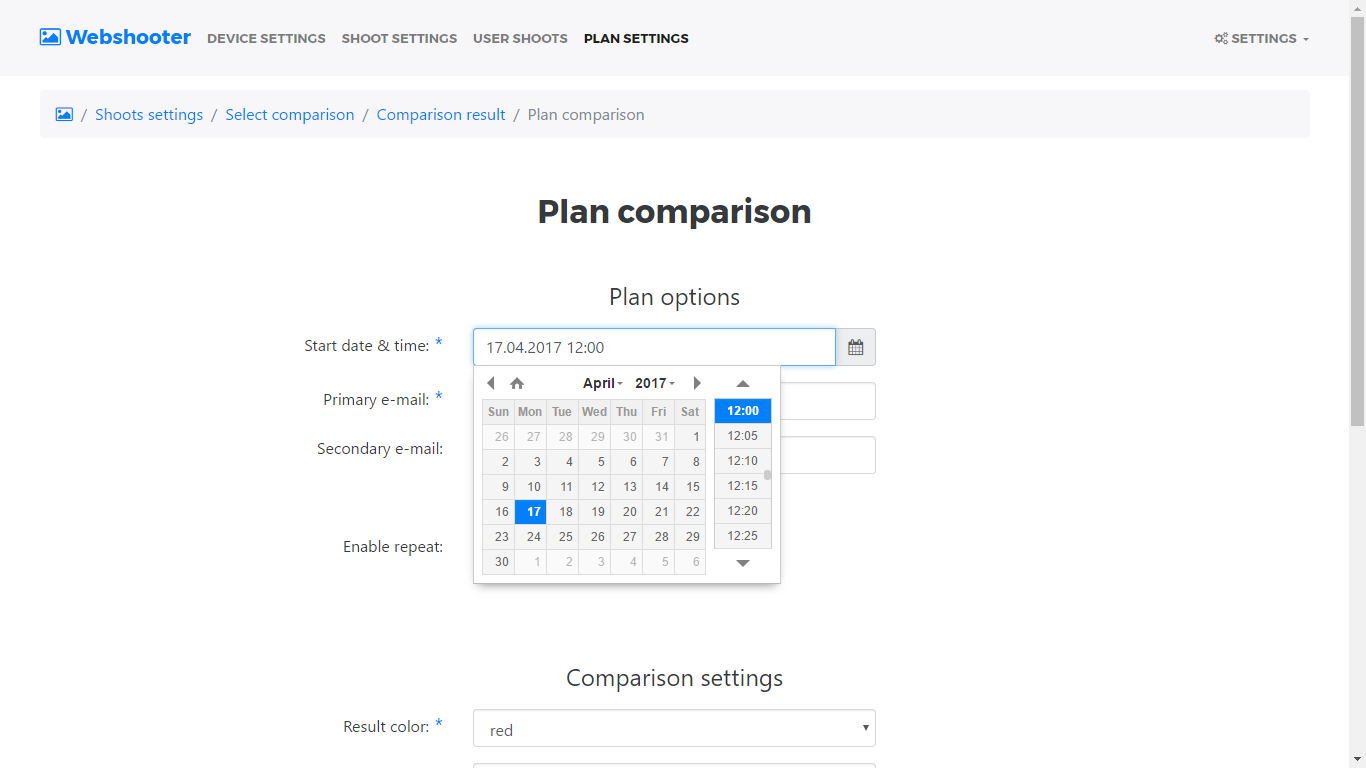 Webshooter DEVICE SETTINGS SHOOT SETTINGS USER SHOOTS PLAN SETTINGS SETTINGS
/ Shoots settings / Select comparison / Comparison result / Plan comparison
Plan comparison
Plan options
Start date & time: * 17.04.2017 12:00
Primary e-mail: *
Secondary e-mail:
Enable repeat:
April 2017
Sun Mon Tue Wed Thu Fri Sat
26 27 28 29 30 31 1
2 3 4 5 6 7 8
9 10 11 12 13 14 15
16 17 18 19 20 21 22
23 24 25 26 27 28 29
30 1 2 3 4 5 6
12:00
12:05
12:10
12:15
12:20
12:25
Comparison settings
Result color: * red